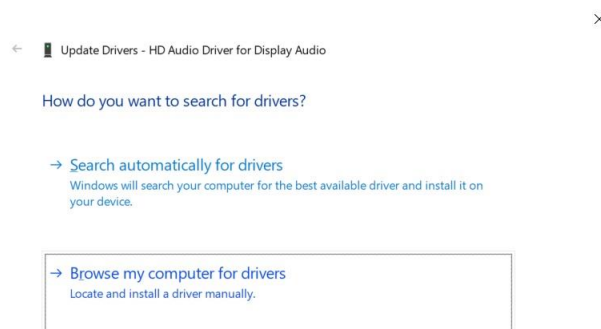 Update Drivers - HD Audio Driver for Display Audio
How do you want to search for drivers?
Search automatically for drivers
Windows will search your computer for the best available driver and install it on
your device.
Browse my computer for drivers
Locate and install a driver manually.